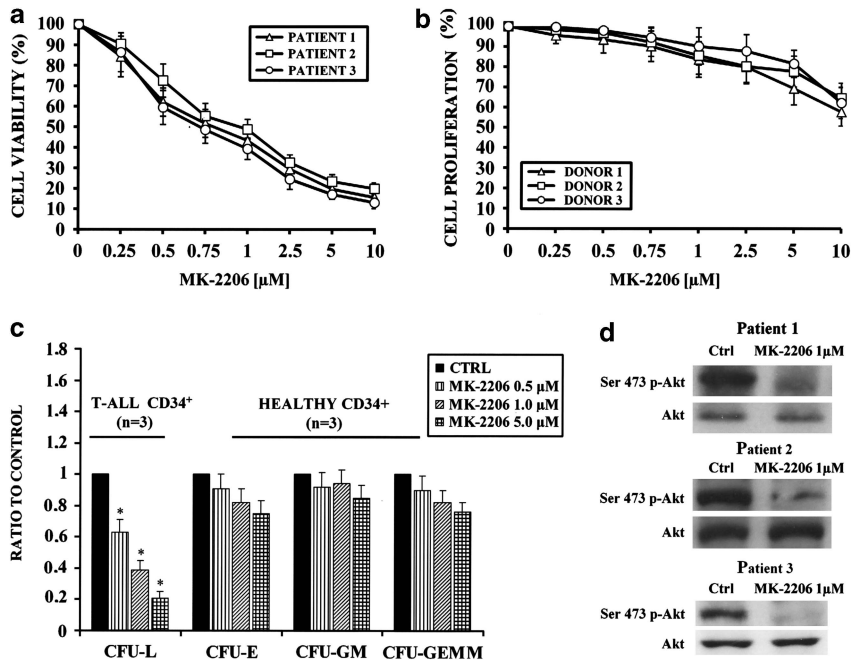 a
CELL VIABILITY (%)
100
90
80
70
60
50
40
30
20
10
0
PATIENT 1
PATIENT 2
PATIENT 3
0 0.25 0.5 0.75 1 2.5 5 10
MK-2206 [μM]
b
CELL PROLIFERATION (%)
100
90
80
70
60
50
40
30
20
10
0
DONOR 1
DONOR 2
DONOR 3
0 0.25 0.5 0.75 1 2.5 5 10
MK-2206 [μM]
c
RATIO TO CONTROL
1.8
1.6
1.4
1.2
1
0.8
0.6
0.4
0.2
0
CTRL
MK-2206 0.5 μM
MK-2206 1.0 μM
MK-2206 5.0 μM
T-ALL CD34+
(n=3)
HEALTHY CD34+
(n=3)
*
*
*
CFU-L CFU-E CFU-GM CFU-GEMM
d
Patient 1
Ctrl MK-2206 1μM
Ser 473 p-Akt
Akt
Patient 2
Ctrl MK-2206 1μM
Ser 473 p-Akt
Akt
Patient 3
Ctrl MK-2206 1μM
Ser 473 p-Akt
Akt